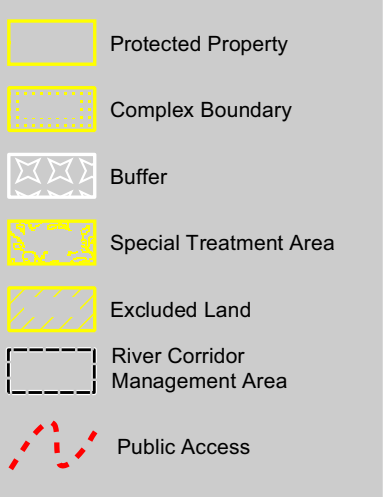 Protected Property
Complex Boundary
Buffer
Special Treatment Area
Excluded Land
River Corridor
Management Area
Public Access